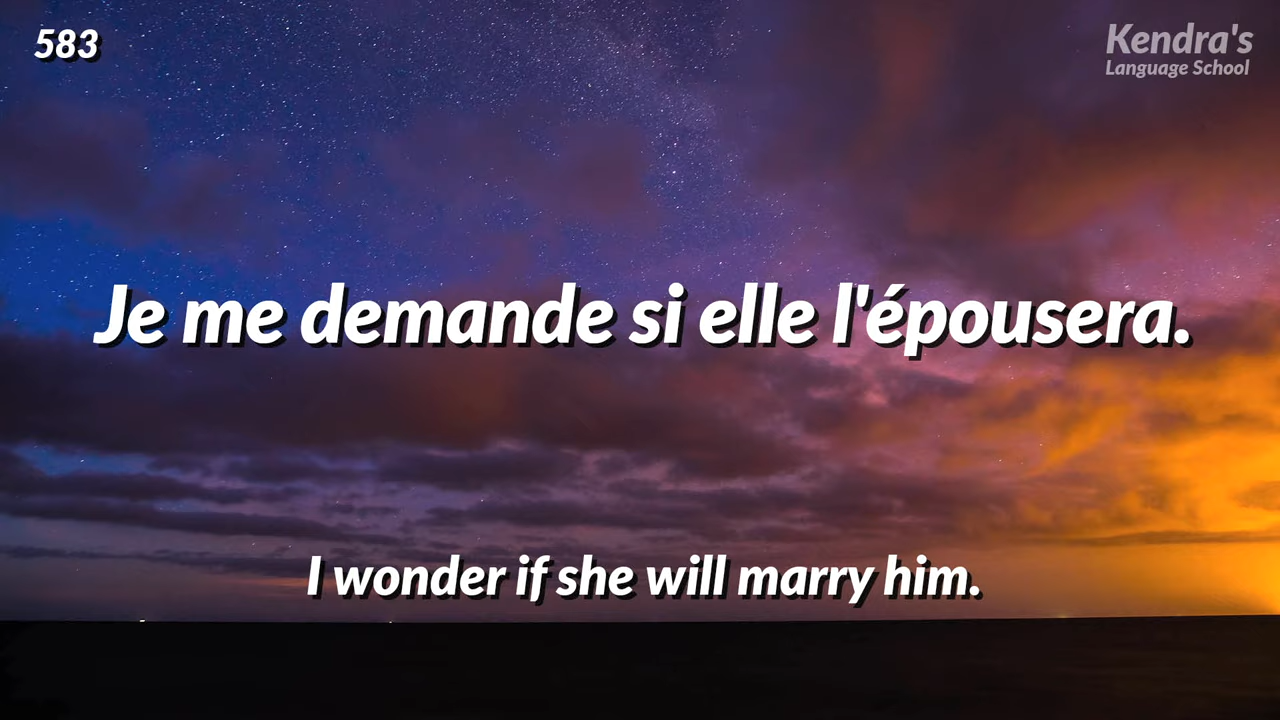 583
Kendra's
Language School
Je me demande si elle l'épousera.
I wonder if she will marry him.